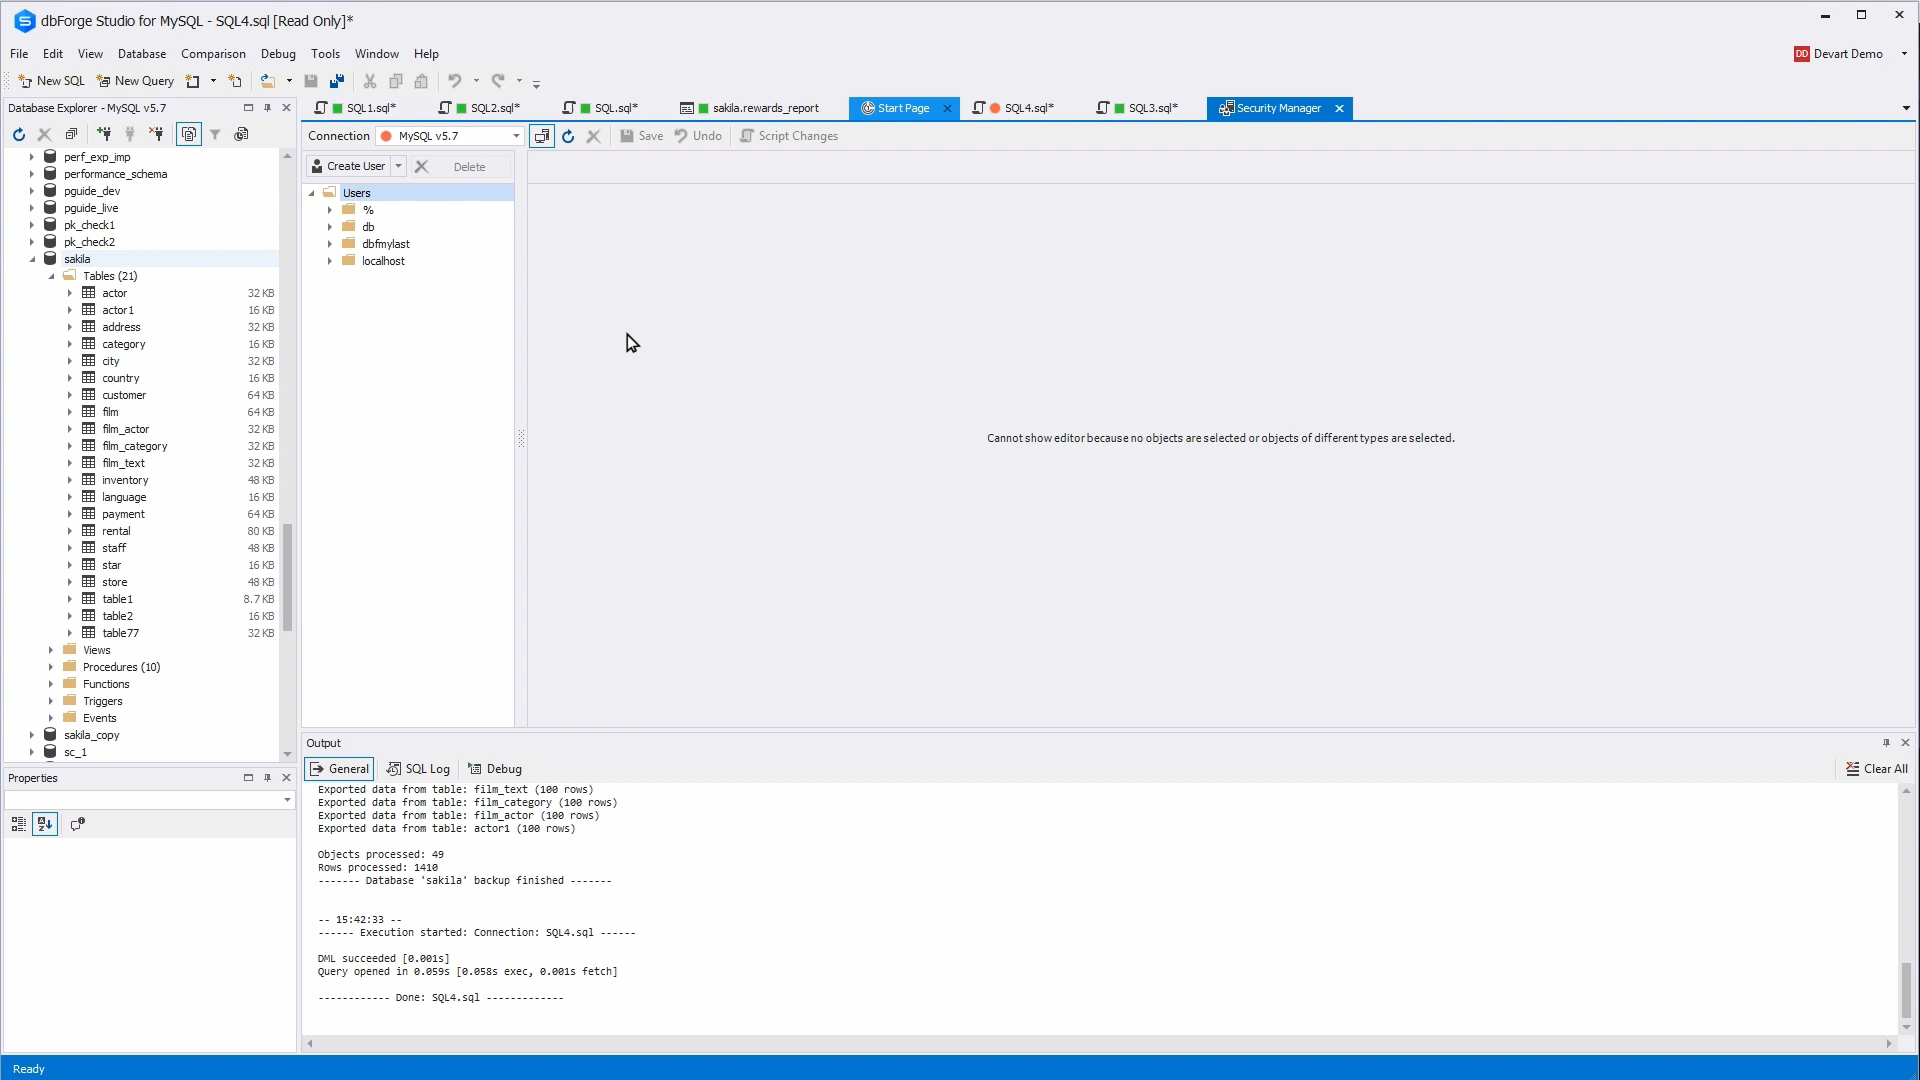 dbForge Studio for MySQL - SQL4.sql [Read Only]*
File Edit View Database Comparison Debug Tools Window Help
DD Devart Demo
New SQL New Query
Database Explorer - MySQL v5.7
SQL1.sql* SQL2.sql* SQL.sql* sakila.rewards_report Start Page SQL4.sql* SQL3.sql* Security Manager
Connection MySQL v5.7 Save Undo Script Changes
Create User Delete
perf_exp_imp
performance_schema
pguide_dev
pguide_live
pk_check1
pk_check2
sakila
Tables (21)
actor 32 KB
actor1 16 KB
address 32 KB
category 16 KB
city 32 KB
country 16 KB
customer 64 KB
film 64 KB
film_actor 32 KB
film_category 32 KB
film_text 32 KB
inventory 48 KB
language 16 KB
payment 64 KB
rental 80 KB
staff 48 KB
star 16 KB
store 48 KB
table1 8.7 KB
table2 16 KB
table77 32 KB
Views
Procedures (10)
Functions
Triggers
Events
sakila_copy
sc_1
Users
%
db
dbfmylast
localhost
Cannot show editor because no objects are selected or objects of different types are selected.
Properties
Output
General SQL Log Debug Clear All
Exported data from table: film_text (100 rows)
Exported data from table: film_category (100 rows)
Exported data from table: film_actor (100 rows)
Exported data from table: actor1 (100 rows)
Objects processed: 49
Rows processed: 1410
------- Database 'sakila' backup finished -------
-- 15:42:33 --
------ Execution started: Connection: SQL4.sql ------
DML succeeded [0.001s]
Query opened in 0.059s [0.058s exec, 0.001s fetch]
------------ Done: SQL4.sql -------------
Ready